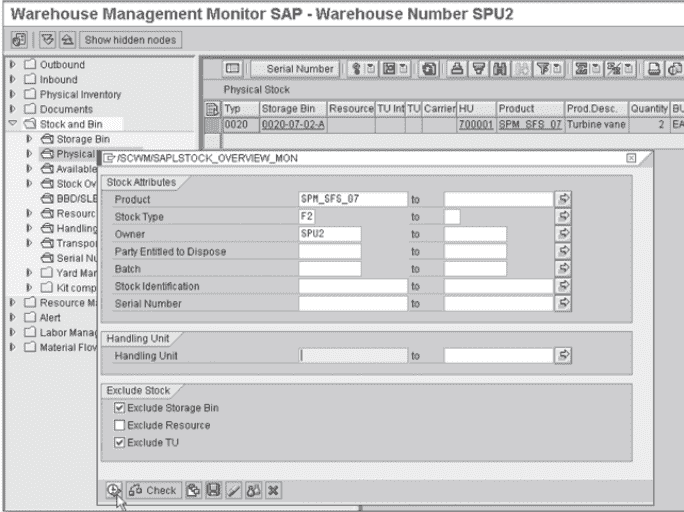 Warehouse Management Monitor SAP - Warehouse Number SPU2
Show hidden nodes
Outbound
Inbound
Physical Inventory
Documents
Stock and Bin
Storage Bin
Physical
Available
Stock Ov
BBD/SLE
Resourc
Handling
Transpo
Serial Nu
Yard Mar
Kit comp
Resource Ma
Alert
Labor Manag
Material Flov
Serial Number
Physical Stock
Typ Storage Bin Resource TU Int TU Carrier HU Product Prod.Desc. Quantity BU
0020 0020-07-02-A 700001 SPM_SFS_07 Turbine vane 2 EA
/SCWM/SAPLSTOCK_OVERVIEW_MON
Stock Attributes
Product SPM_SFS_07 to
Stock Type F2 to
Owner SPU2 to
Party Entitled to Dispose to
Batch to
Stock Identification to
Serial Number to
Handling Unit
Handling Unit to
Exclude Stock
Exclude Storage Bin
Exclude Resource
Exclude TU
Check